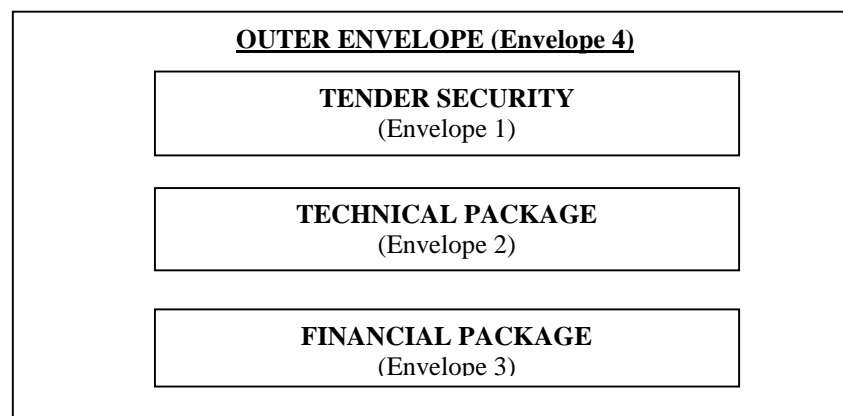 OUTER ENVELOPE (Envelope 4)
TENDER SECURITY
(Envelope 1)
TECHNICAL PACKAGE
(Envelope 2)
FINANCIAL PACKAGE
(Envelope 3)